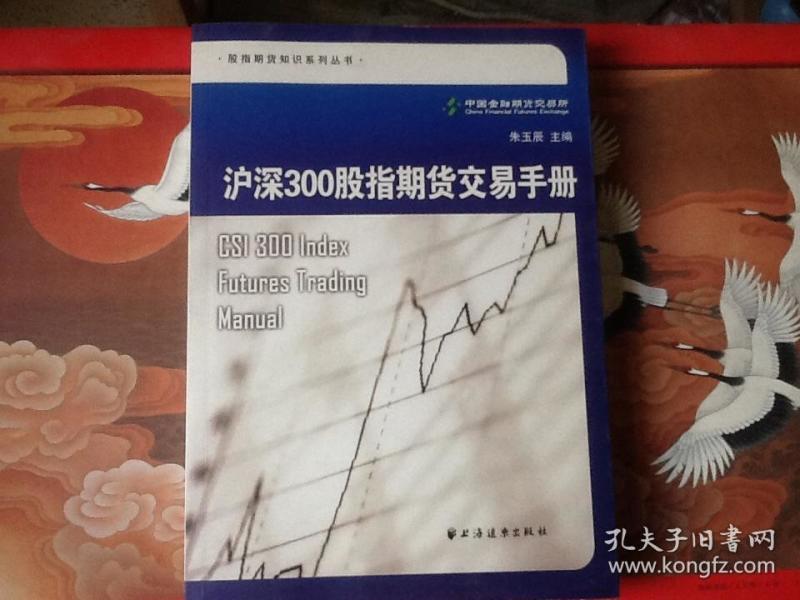 ·股指期货知识系列丛书·
中国金融期货交易所
China Financial Futures Exchange
朱玉辰 主编
沪深300股指期货交易手册
CSI 300 Index
Futures Trading
Manual
上海远东出版社
孔夫子旧書网
www.kongfz.com